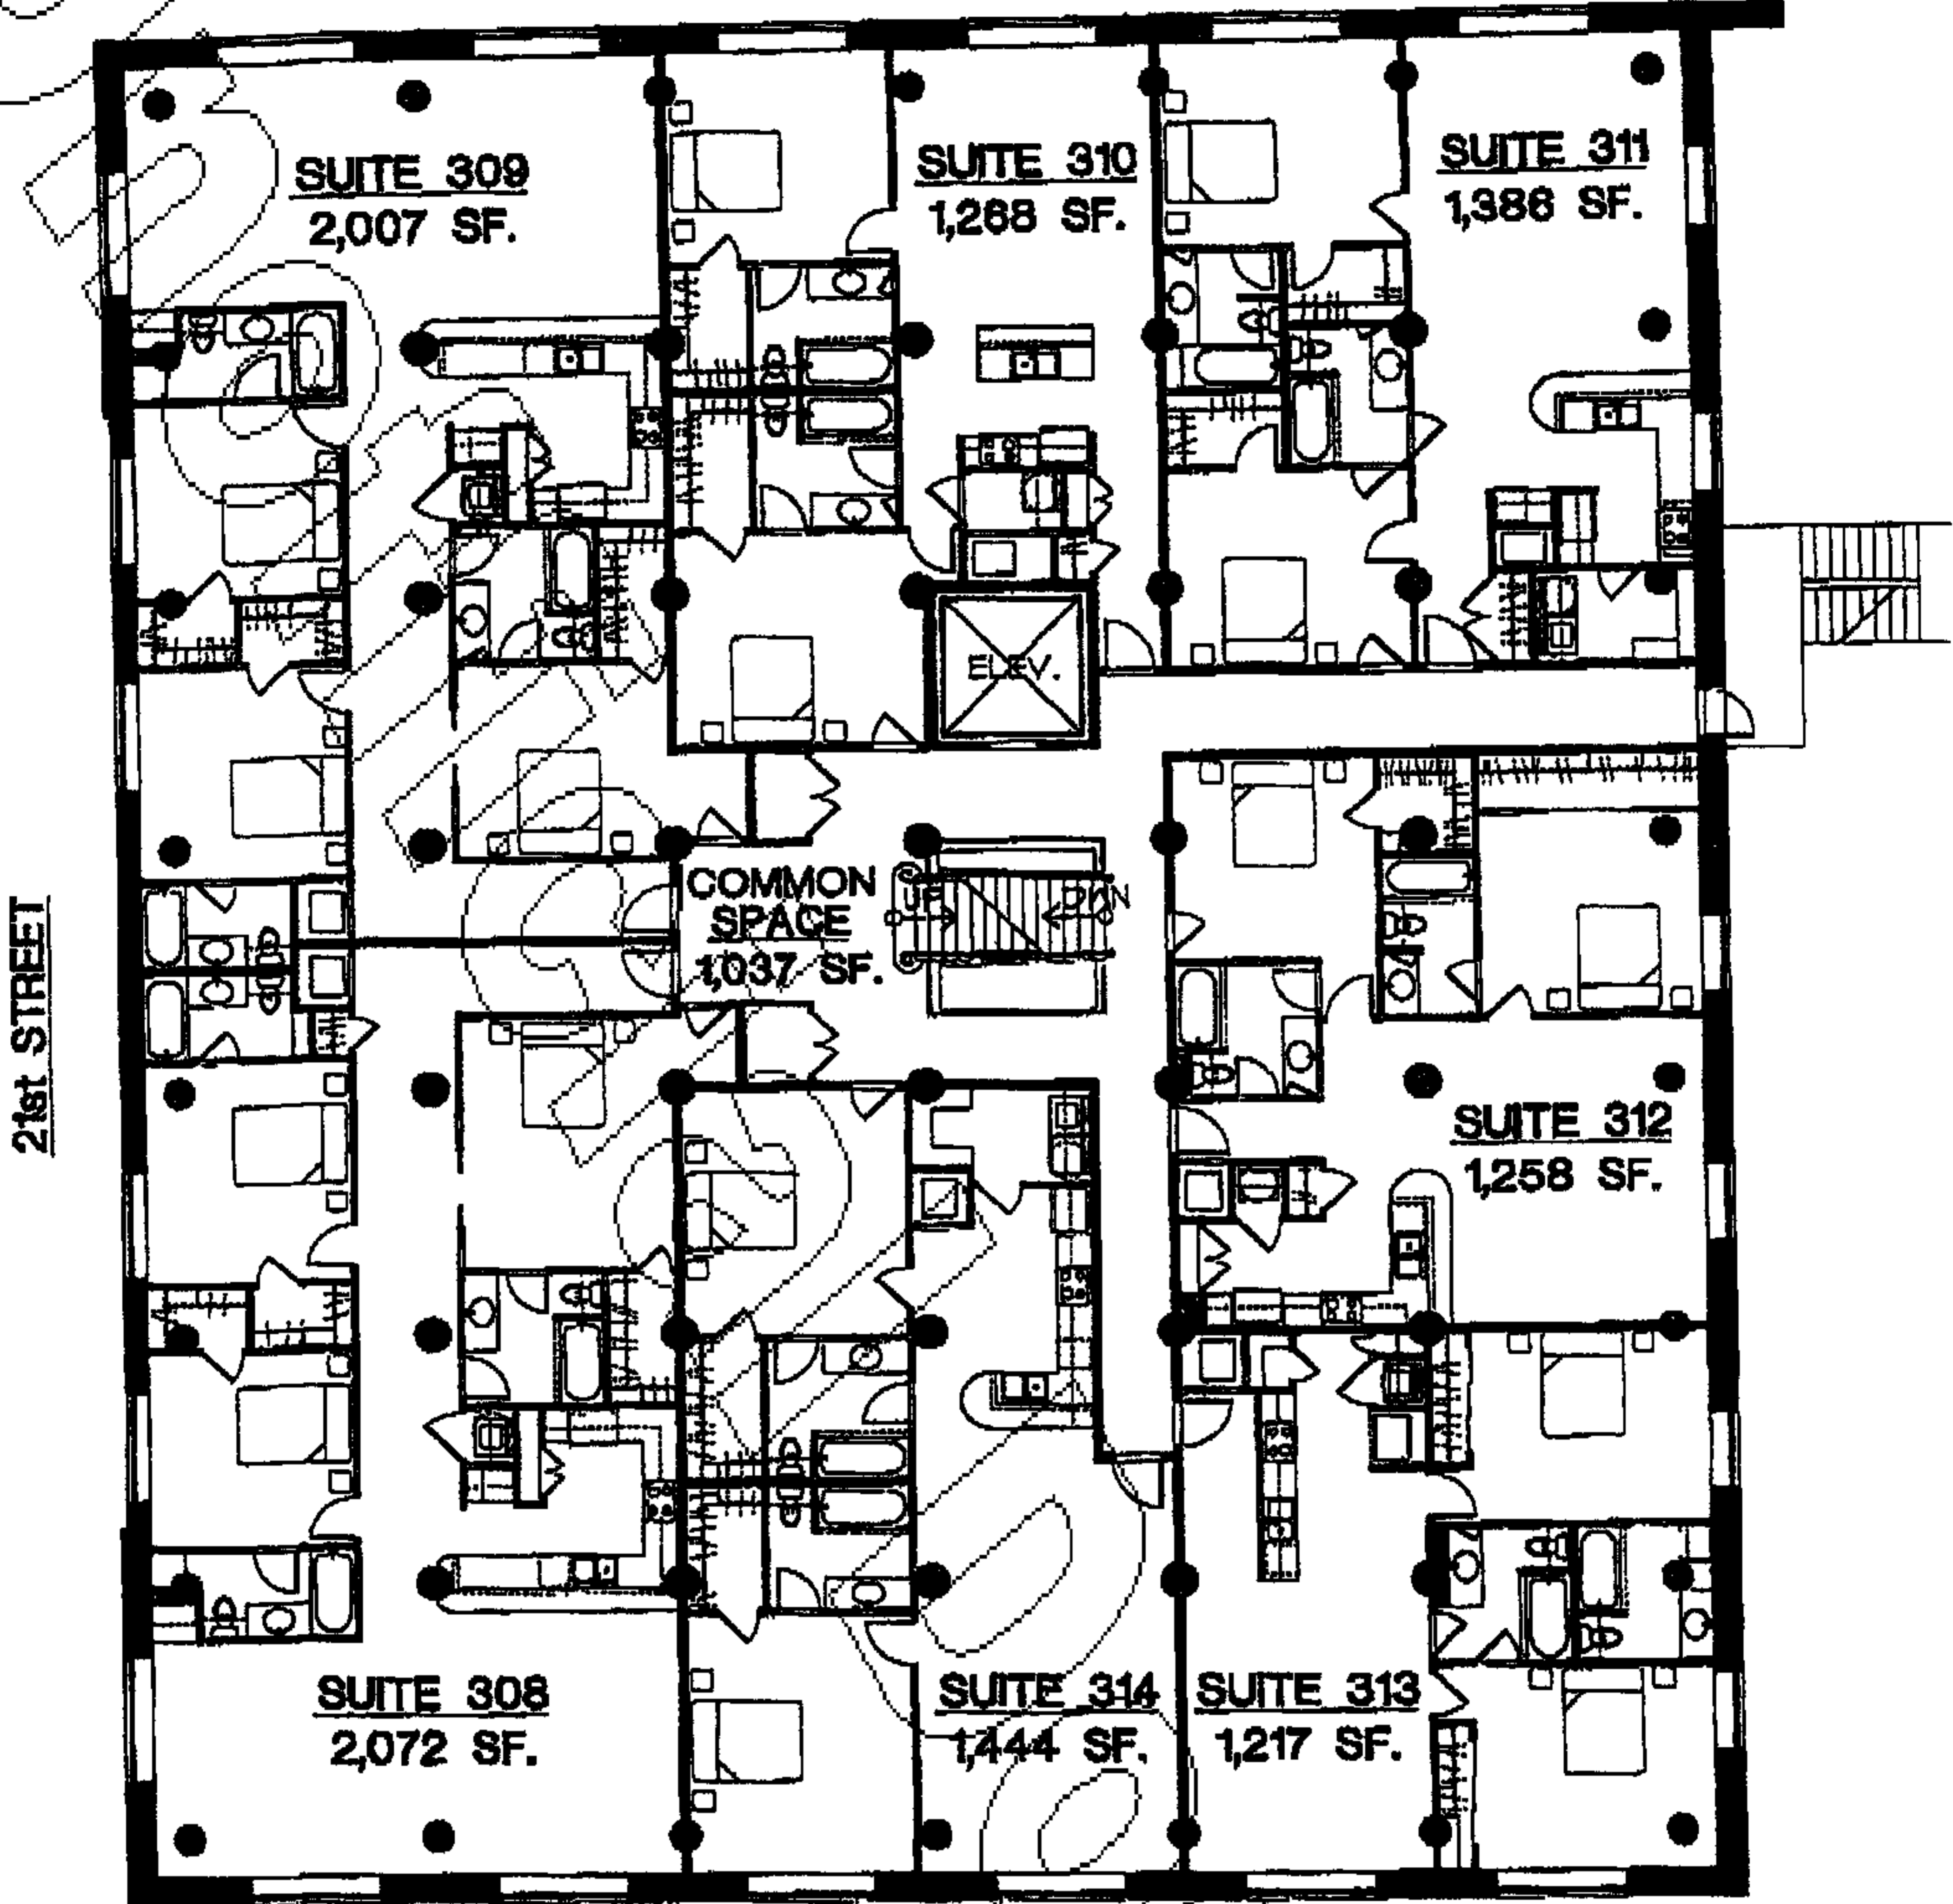 SUITE 309
2,007 SF.
SUITE 310
1,268 SF.
SUITE 311
1,386 SF.
ELEV.
COMMON
SPACE
1,037 SF.
UP
DN
21st STREET
SUITE 312
1,258 SF.
SUITE 308
2,072 SF.
SUITE 314
1,444 SF.
SUITE 313
1,217 SF.